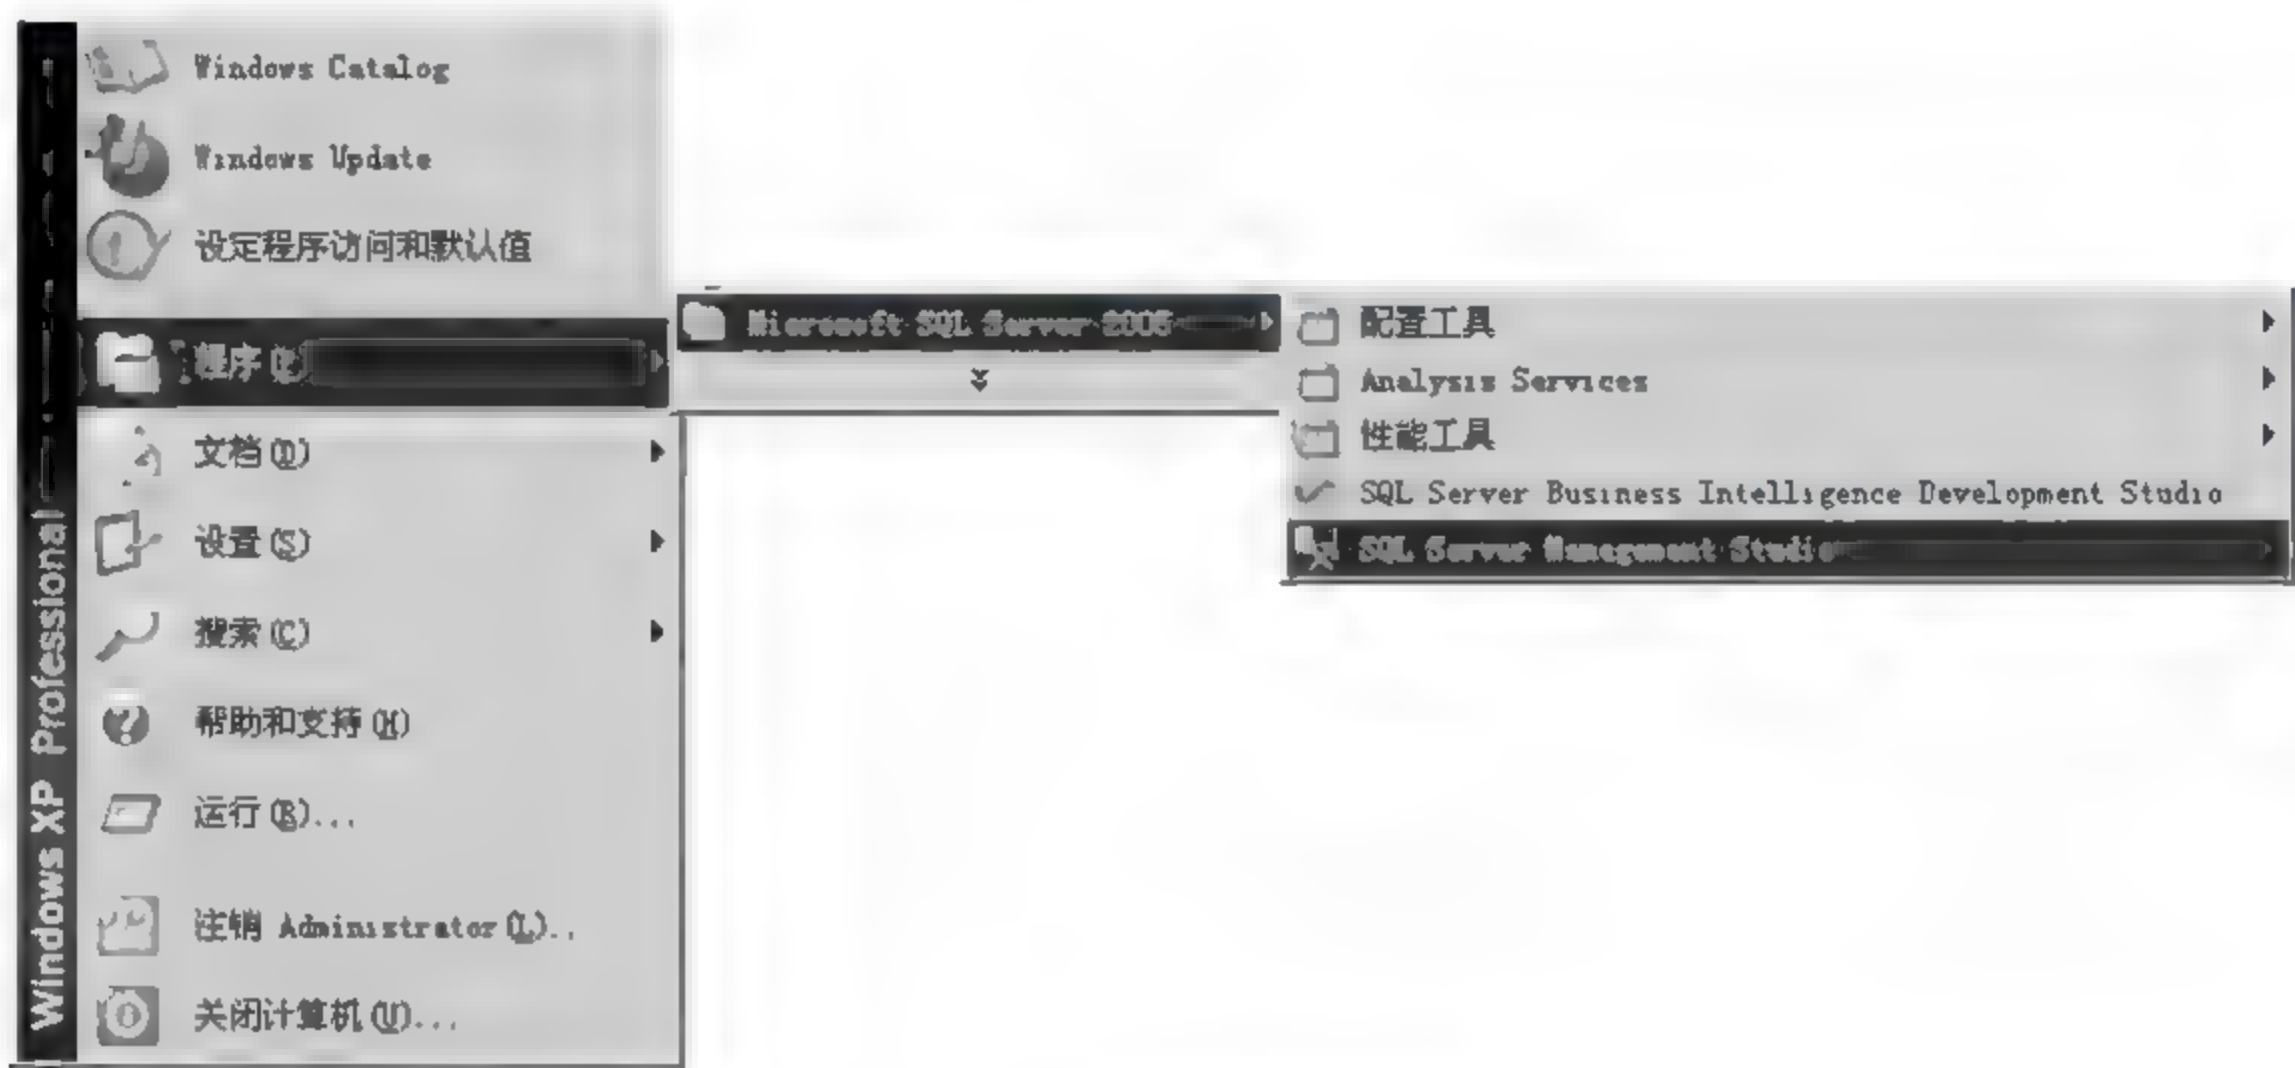 Windows XP Professional
Windows Catalog
Windows Update
设定程序访问和默认值
程序(P)
文档(D)
设置(S)
搜索(C)
帮助和支持(H)
运行(R)...
注销 Administrator(L)...
关闭计算机(U)...
Microsoft SQL Server 2005
配置工具
Analysis Services
性能工具
SQL Server Business Intelligence Development Studio
SQL Server Management Studio